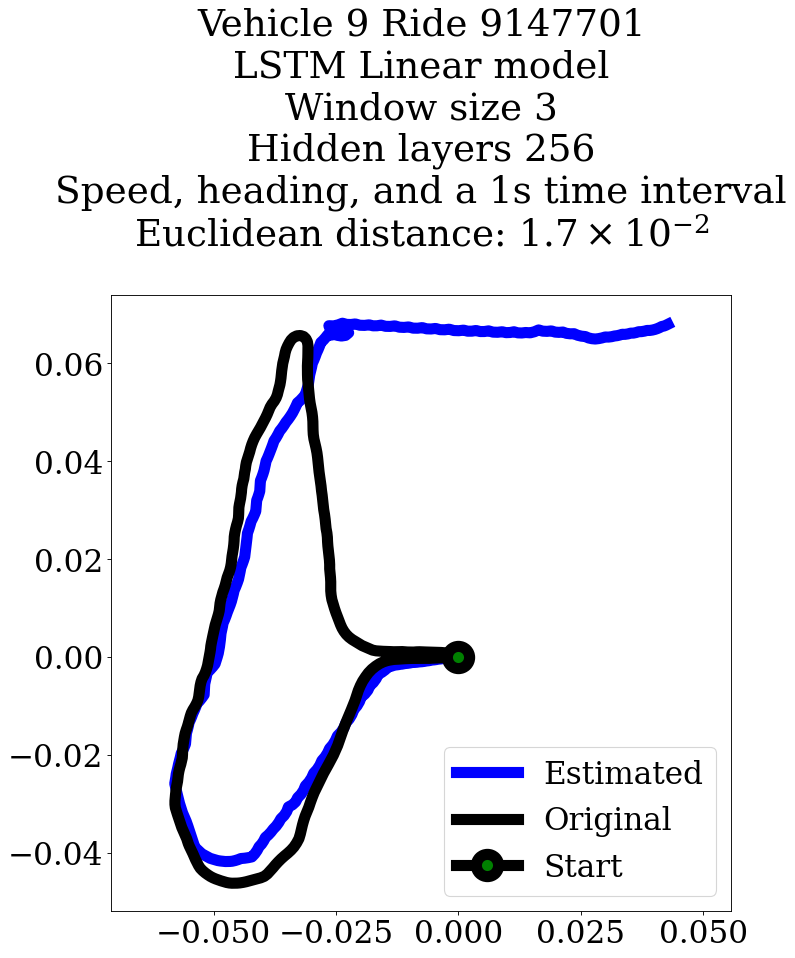 Vehicle 9 Ride 9147701
LSTM Linear model
Window size 3
Hidden layers 256
Speed, heading, and a 1s time interval
Euclidean distance: 1.7 × 10⁻²
0.06
0.04
0.02
0.00
−0.02
−0.04
Estimated
Original
Start
−0.050 −0.025 0.000 0.025 0.050